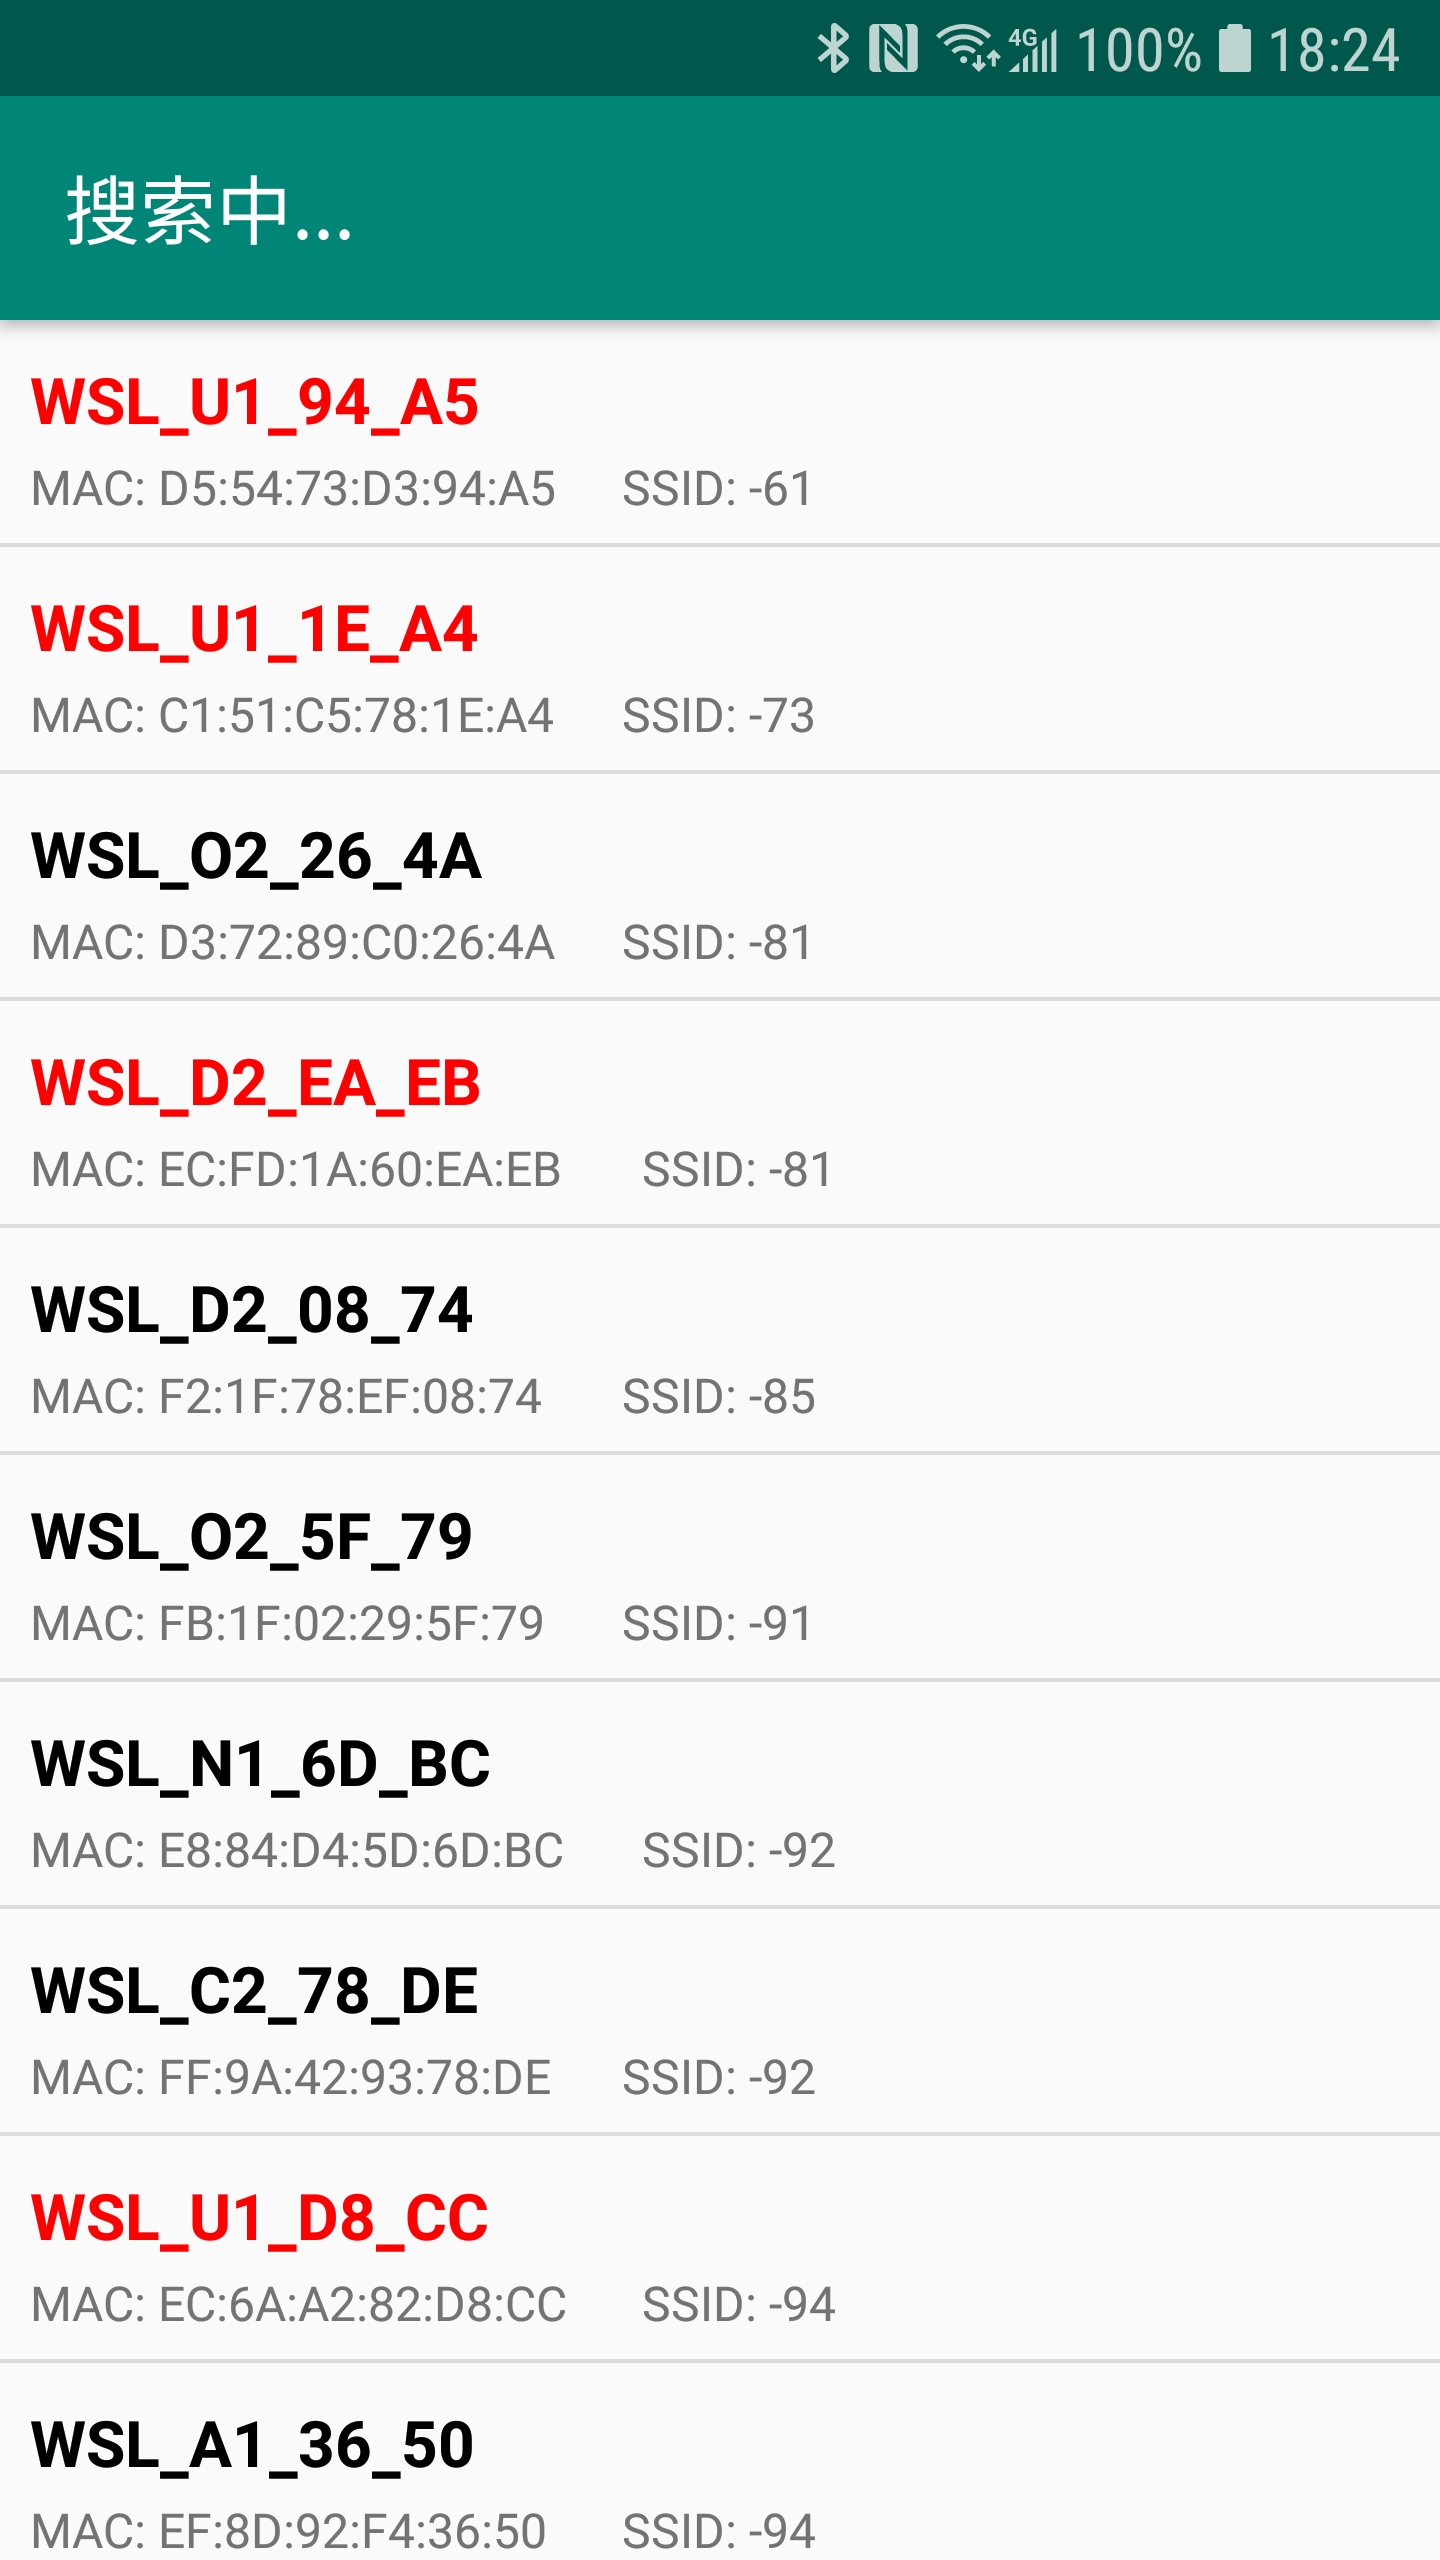 4G 100% 18:24
搜索中...
WSL_U1_94_A5
MAC: D5:54:73:D3:94:A5 SSID: -61
WSL_U1_1E_A4
MAC: C1:51:C5:78:1E:A4 SSID: -73
WSL_O2_26_4A
MAC: D3:72:89:C0:26:4A SSID: -81
WSL_D2_EA_EB
MAC: EC:FD:1A:60:EA:EB SSID: -81
WSL_D2_08_74
MAC: F2:1F:78:EF:08:74 SSID: -85
WSL_O2_5F_79
MAC: FB:1F:02:29:5F:79 SSID: -91
WSL_N1_6D_BC
MAC: E8:84:D4:5D:6D:BC SSID: -92
WSL_C2_78_DE
MAC: FF:9A:42:93:78:DE SSID: -92
WSL_U1_D8_CC
MAC: EC:6A:A2:82:D8:CC SSID: -94
WSL_A1_36_50
MAC: EF:8D:92:F4:36:50 SSID: -94